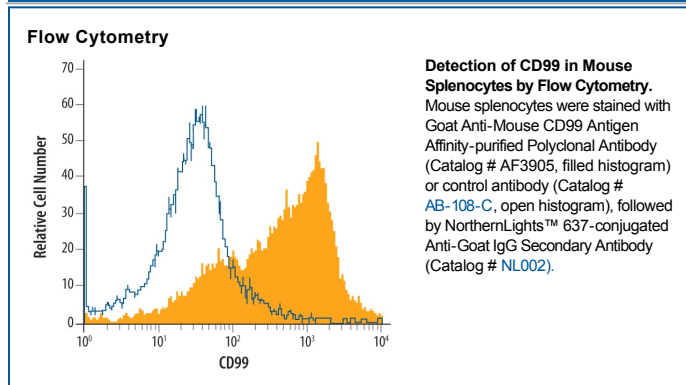 Flow Cytometry
70
60
50
40
30
20
10
0
Relative Cell Number
10⁰ 10¹ 10² 10³ 10⁴
CD99
Detection of CD99 in Mouse
Splenocytes by Flow Cytometry.
Mouse splenocytes were stained with
Goat Anti-Mouse CD99 Antigen
Affinity-purified Polyclonal Antibody
(Catalog # AF3905, filled histogram)
or control antibody (Catalog #
AB-108-C, open histogram), followed
by NorthernLights™ 637-conjugated
Anti-Goat IgG Secondary Antibody
(Catalog # NL002).